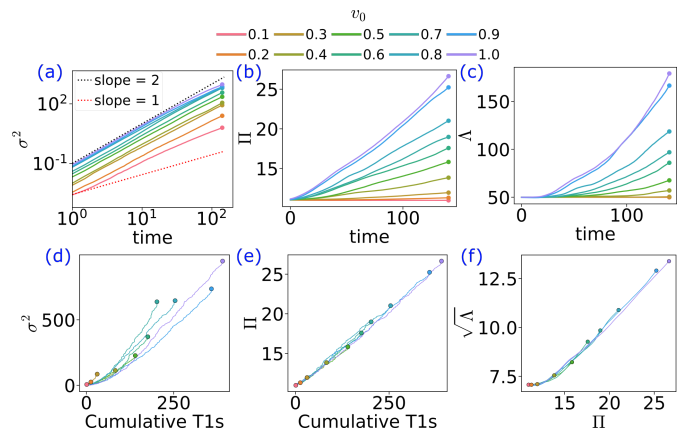 v₀
0.1 0.3 0.5 0.7 0.9
0.2 0.4 0.6 0.8 1.0
(a) (b) (c)
slope = 2
slope = 1
10² 10⁻¹
σ²
10⁰ 10¹ 10²
time
25 20 15
Π
0 100
time
150 100 50
Λ
0 100
time
(d) (e) (f)
500 0
σ²
0 250
Cumulative T1s
25 20 15
Π
0 250
Cumulative T1s
12.5 10.0 7.5
√Λ
15 20 25
Π